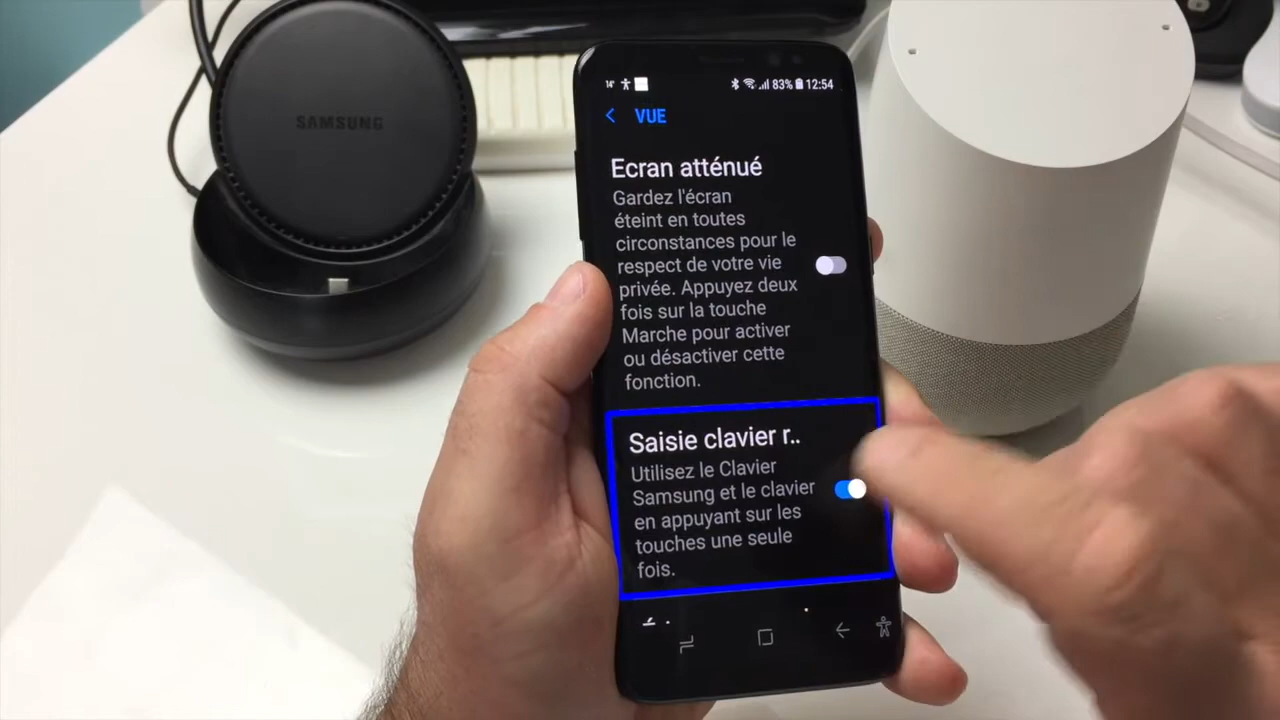 SAMSUNG
14° 83% 12:54
VUE
Ecran atténué
Gardez l'écran
éteint en toutes
circonstances pour le
respect de votre vie
privée. Appuyez deux
fois sur la touche
Marche pour activer
ou désactiver cette
fonction.
Saisie clavier r..
Utilisez le Clavier
Samsung et le clavier
en appuyant sur les
touches une seule
fois.